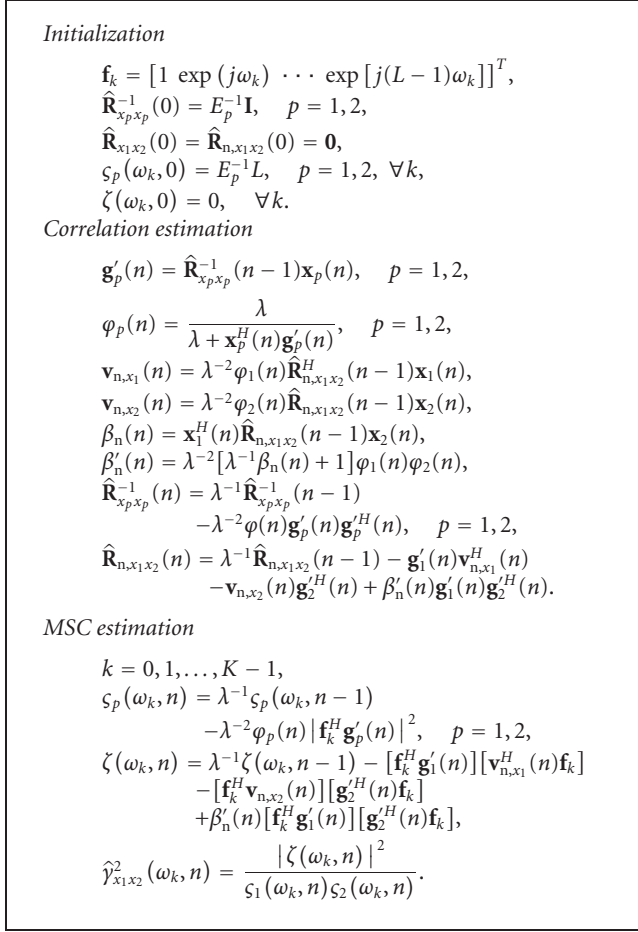 Initialization
f_k = [1 exp (jω_k) ··· exp [j(L − 1)ω_k]]^T,
R̂^{−1}_{x_p x_p}(0) = E_p^{−1}I, p = 1, 2,
R̂_{x_1 x_2}(0) = R̂_{n,x_1 x_2}(0) = 0,
ς_p(ω_k, 0) = E_p^{−1}L, p = 1, 2, ∀k,
ζ(ω_k, 0) = 0, ∀k.
Correlation estimation
g′_p(n) = R̂^{−1}_{x_p x_p}(n − 1)x_p(n), p = 1, 2,
φ_p(n) = λ / (λ + x_p^H(n)g′_p(n)), p = 1, 2,
v_{n,x_1}(n) = λ^{−2}φ_1(n)R̂^H_{n,x_1 x_2}(n − 1)x_1(n),
v_{n,x_2}(n) = λ^{−2}φ_2(n)R̂_{n,x_1 x_2}(n − 1)x_2(n),
β_n(n) = x_1^H(n)R̂_{n,x_1 x_2}(n − 1)x_2(n),
β′_n(n) = λ^{−2}[λ^{−1}β_n(n) + 1]φ_1(n)φ_2(n),
R̂^{−1}_{x_p x_p}(n) = λ^{−1}R̂^{−1}_{x_p x_p}(n − 1)
−λ^{−2}φ(n)g′_p(n)g′^H_p(n), p = 1, 2,
R̂_{n,x_1 x_2}(n) = λ^{−1}R̂_{n,x_1 x_2}(n − 1) − g′_1(n)v^H_{n,x_1}(n)
−v_{n,x_2}(n)g′^H_2(n) + β′_n(n)g′_1(n)g′^H_2(n).
MSC estimation
k = 0, 1, . . . , K − 1,
ς_p(ω_k, n) = λ^{−1}ς_p(ω_k, n − 1)
−λ^{−2}φ_p(n)|f_k^H g′_p(n)|^2, p = 1, 2,
ζ(ω_k, n) = λ^{−1}ζ(ω_k, n − 1) − [f_k^H g′_1(n)][v^H_{n,x_1}(n)f_k]
−[f_k^H v_{n,x_2}(n)][g′^H_2(n)f_k]
+β′_n(n)[f_k^H g′_1(n)][g′^H_2(n)f_k],
γ̂^2_{x_1 x_2}(ω_k, n) = |ζ(ω_k, n)|^2 / (ς_1(ω_k, n)ς_2(ω_k, n)).